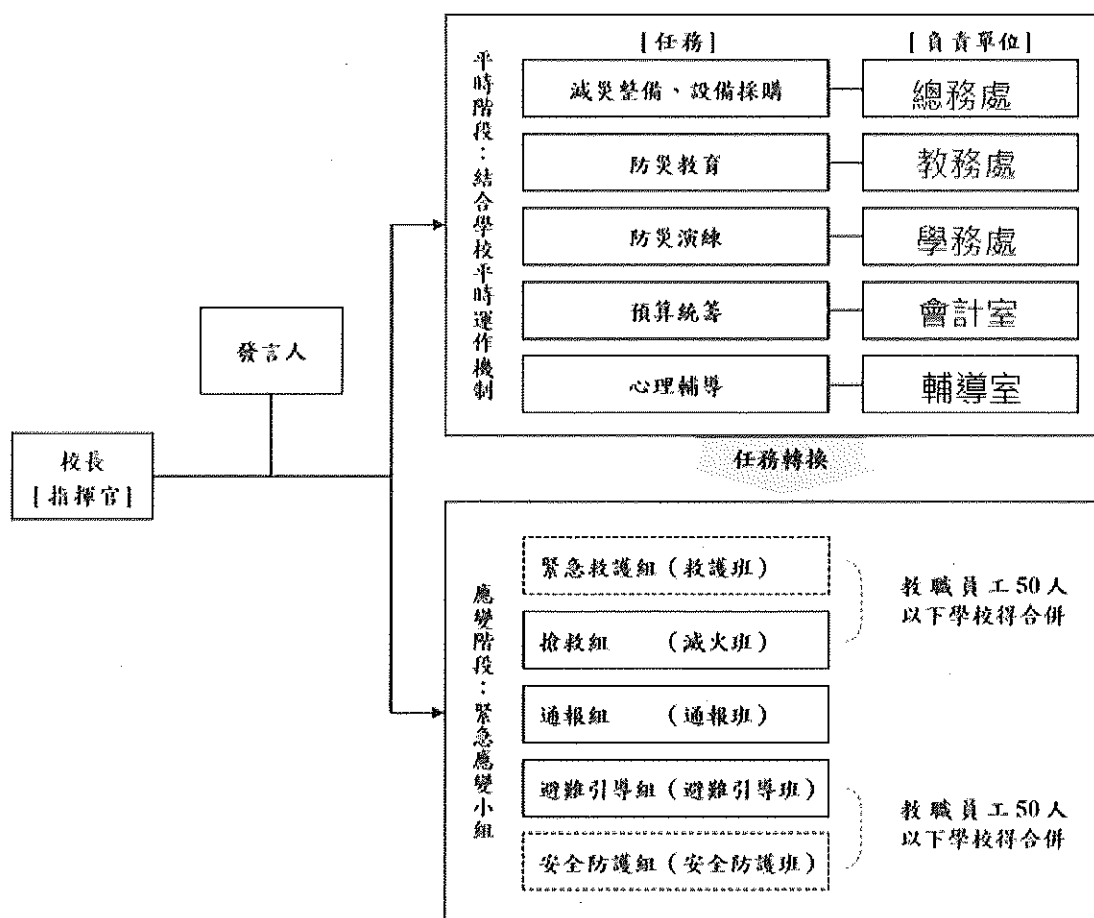 校長
[指揮官]
發言人
平時階段：結合學校平時運作機制
[任務]
[負責單位]
減災整備、設備採購
總務處
防災教育
教務處
防災演練
學務處
預算統籌
會計室
心理輔導
輔導室
任務轉換
應變階段：緊急應變小組
緊急救護組（救護班）
搶救組　　（滅火班）
教職員工50人
以下學校得合併
通報組　　（通報班）
避難引導組（避難引導班）
安全防護組（安全防護班）
教職員工50人
以下學校得合併